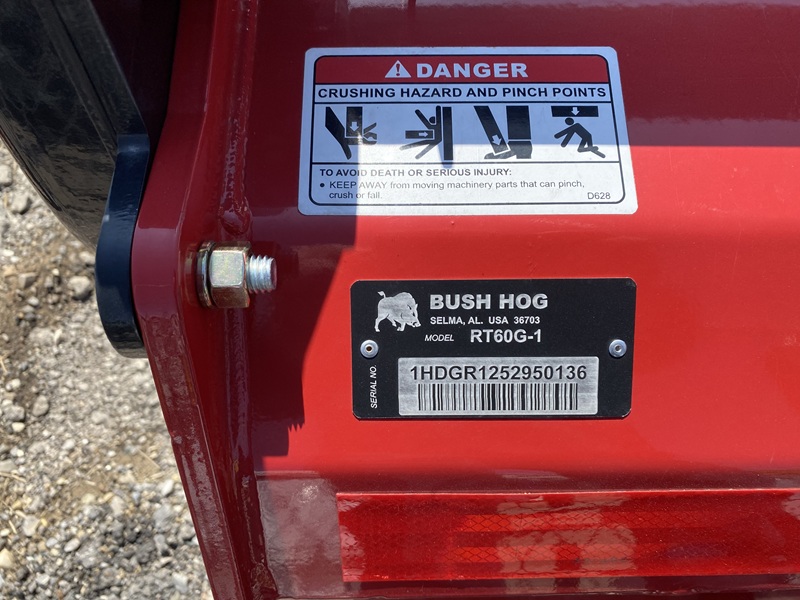 DANGER
CRUSHING HAZARD AND PINCH POINTS
TO AVOID DEATH OR SERIOUS INJURY:
• KEEP AWAY from moving machinery parts that can pinch,
crush or fall.
D628
BUSH HOG
SELMA, AL. USA 36703
MODEL RT60G-1
SERIAL NO.
1HDGR1252950136